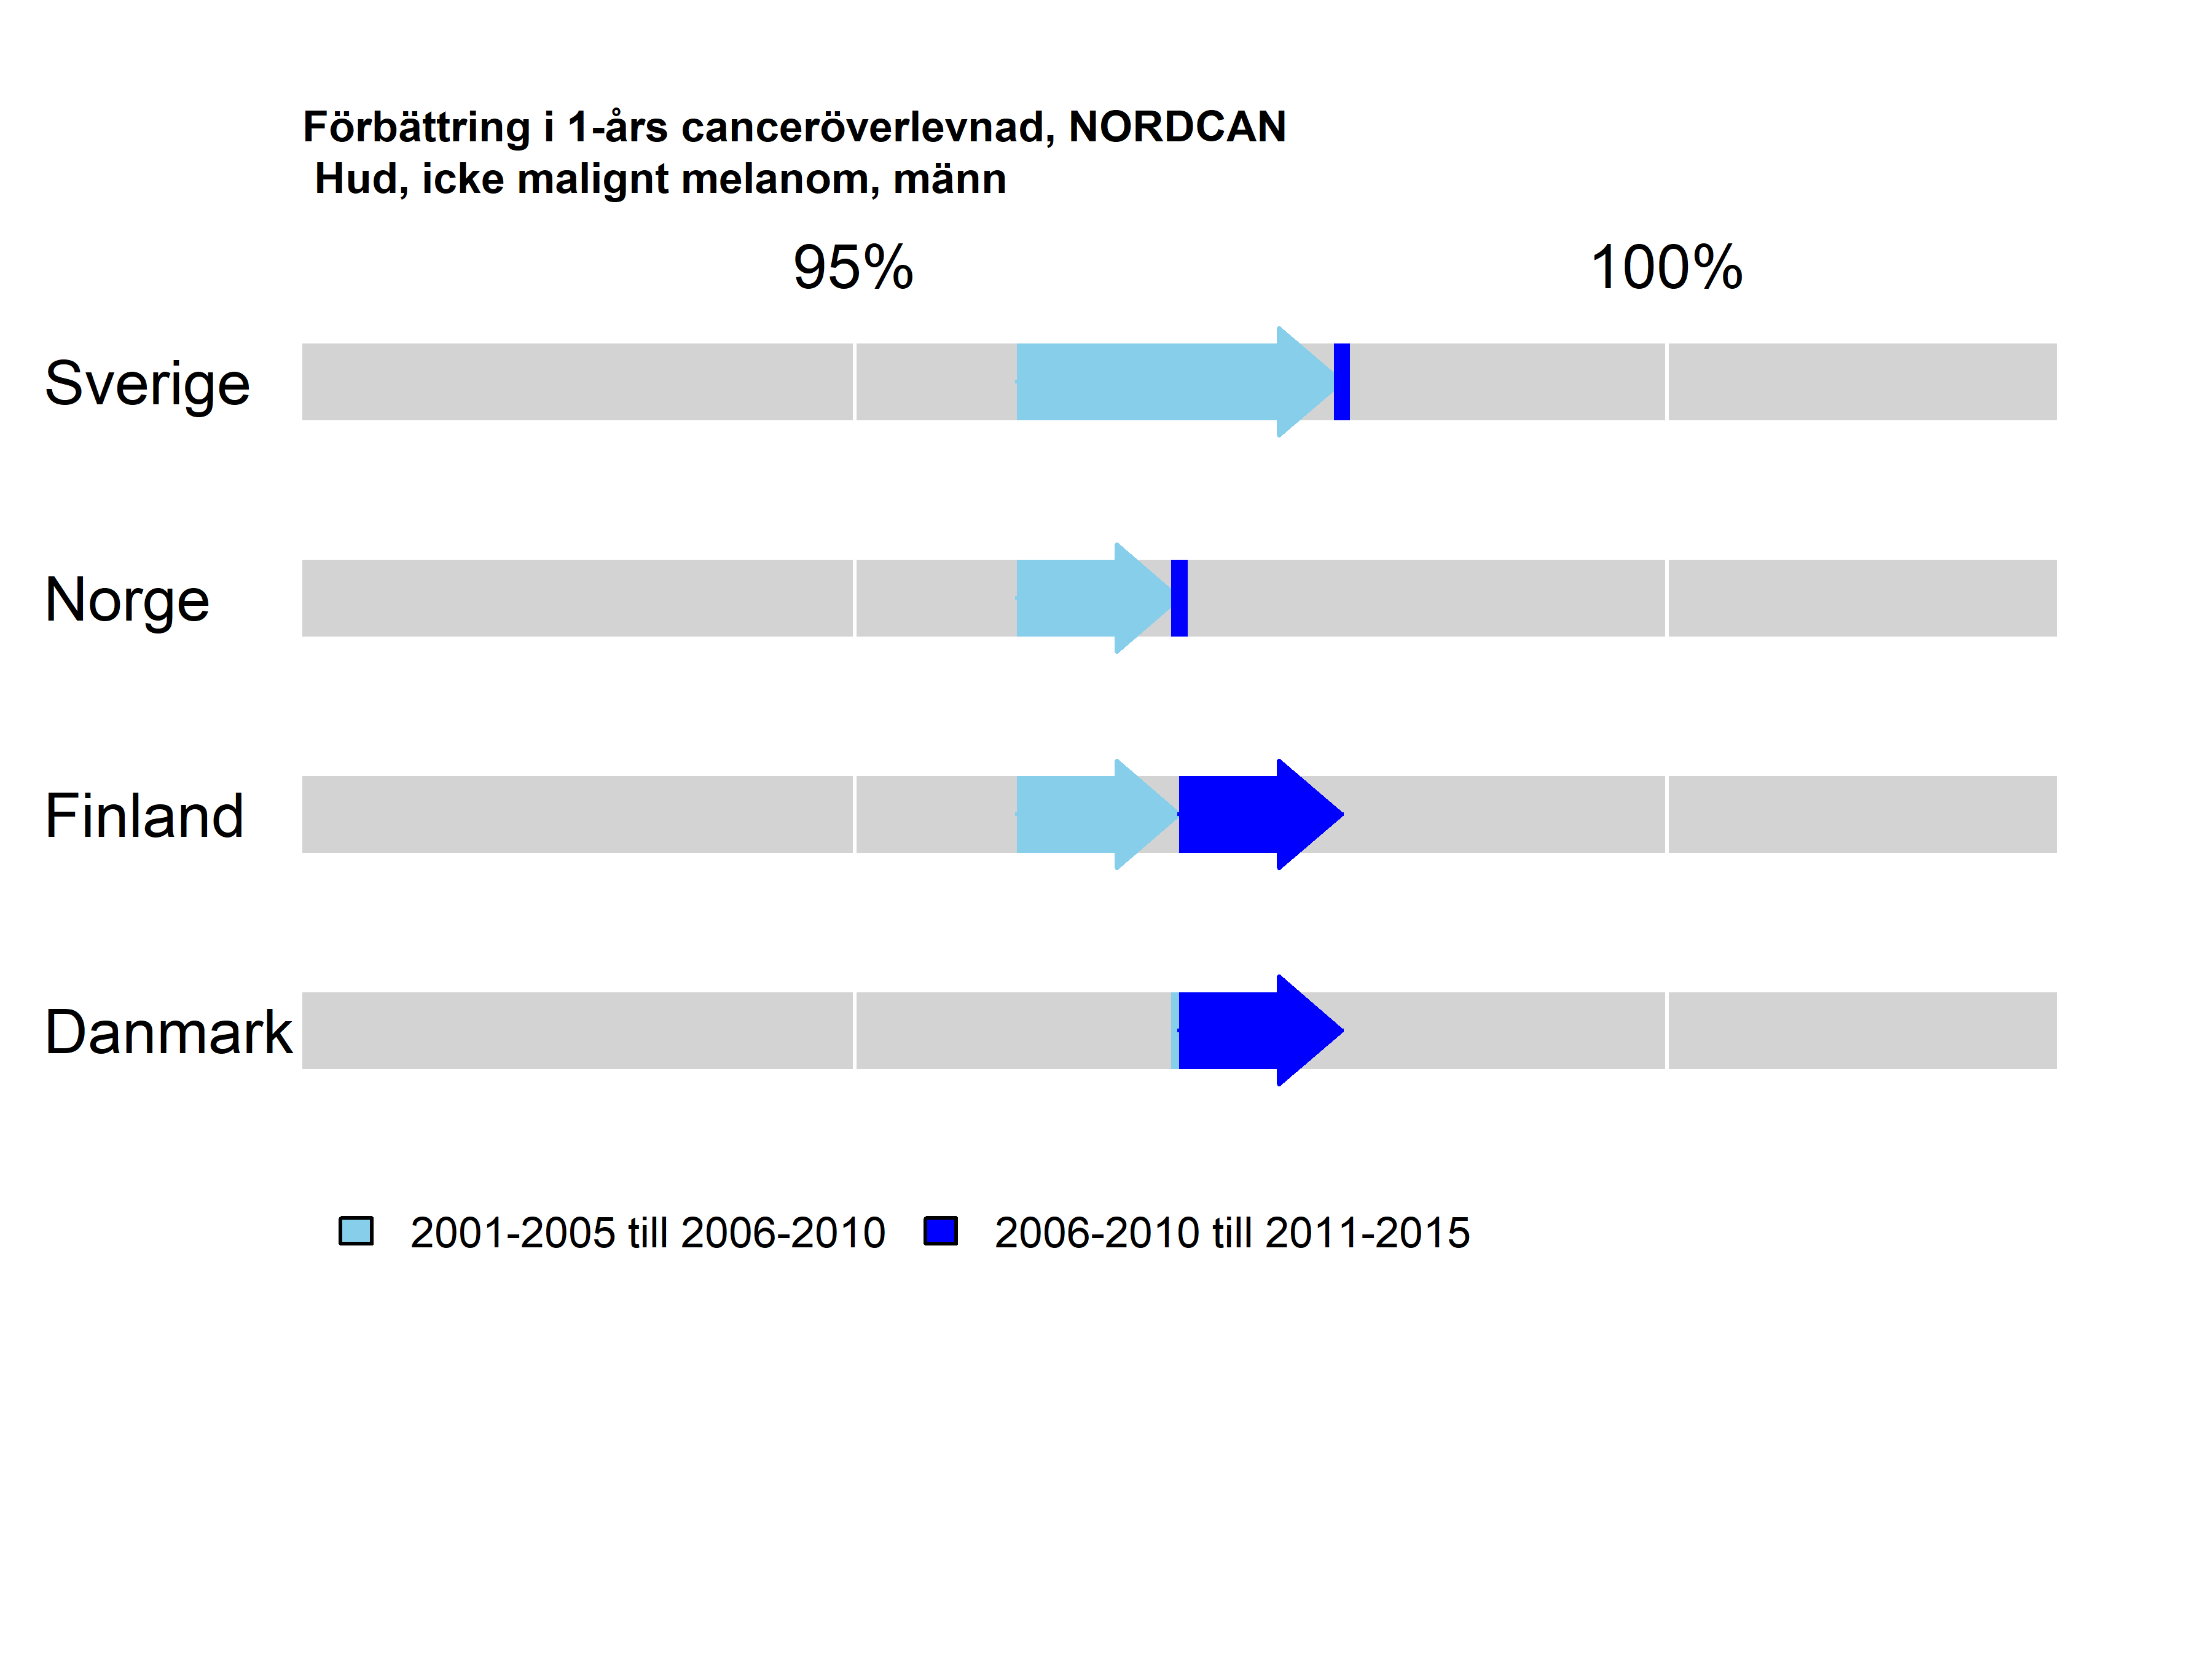 Förbättring i 1-års canceröverlevnad, NORDCAN
Hud, icke malignt melanom, männ
95% 100%
Sverige
Norge
Finland
Danmark
2001-2005 till 2006-2010 2006-2010 till 2011-2015